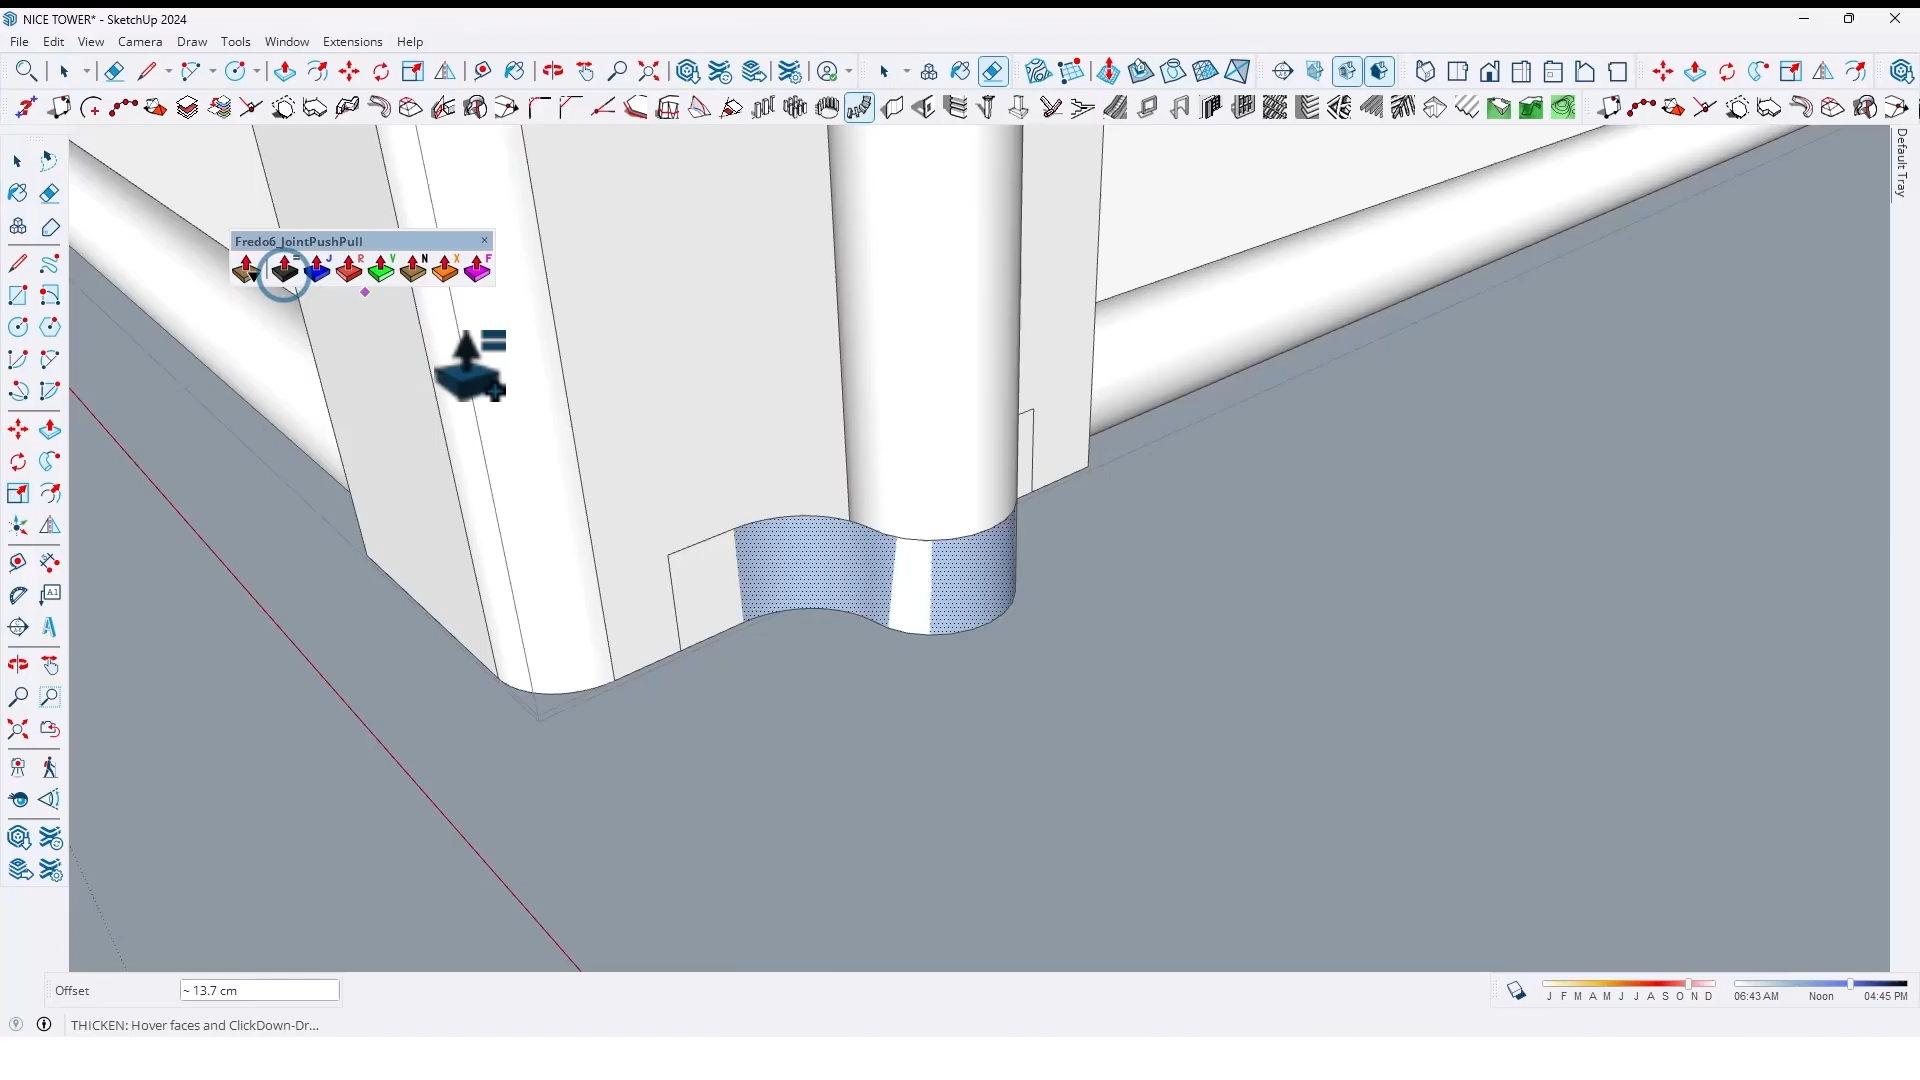 NICE TOWER* - SketchUp 2024
File Edit View Camera Draw Tools Window Extensions Help
Default Tray
Fredo6_JointPushPull
J R V N X F
A1
Offset ~ 13.7 cm
J F M A M J J A S O N D 06:43 AM Noon 04:45 PM
THICKEN: Hover faces and ClickDown-Dr...